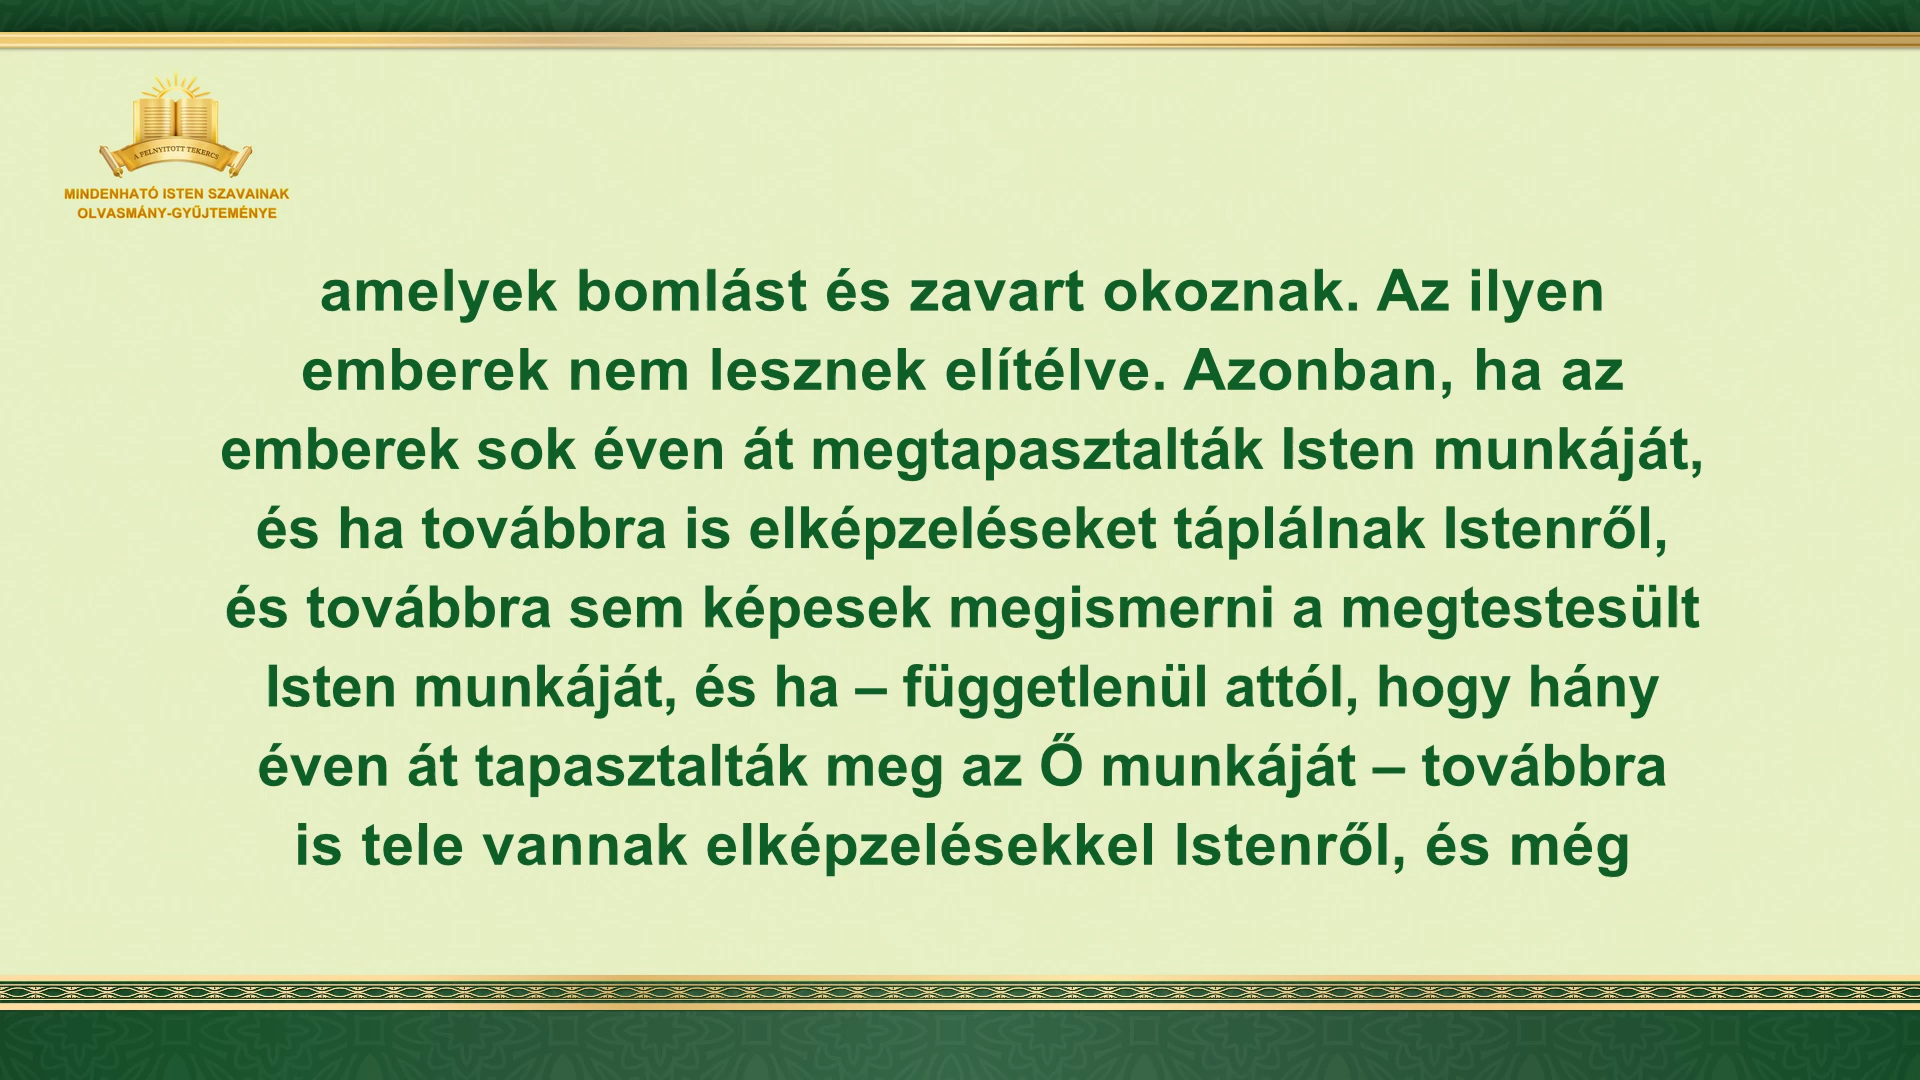 A FELNYITOTT TEKERCS
MINDENHATÓ ISTEN SZAVAINAK
OLVASMÁNY-GYŰJTEMÉNYE
amelyek bomlást és zavart okoznak. Az ilyen
emberek nem lesznek elítélve. Azonban, ha az
emberek sok éven át megtapasztalták Isten munkáját,
és ha továbbra is elképzeléseket táplálnak Istenről,
és továbbra sem képesek megismerni a megtestesült
Isten munkáját, és ha – függetlenül attól, hogy hány
éven át tapasztalták meg az Ő munkáját – továbbra
is tele vannak elképzelésekkel Istenről, és még